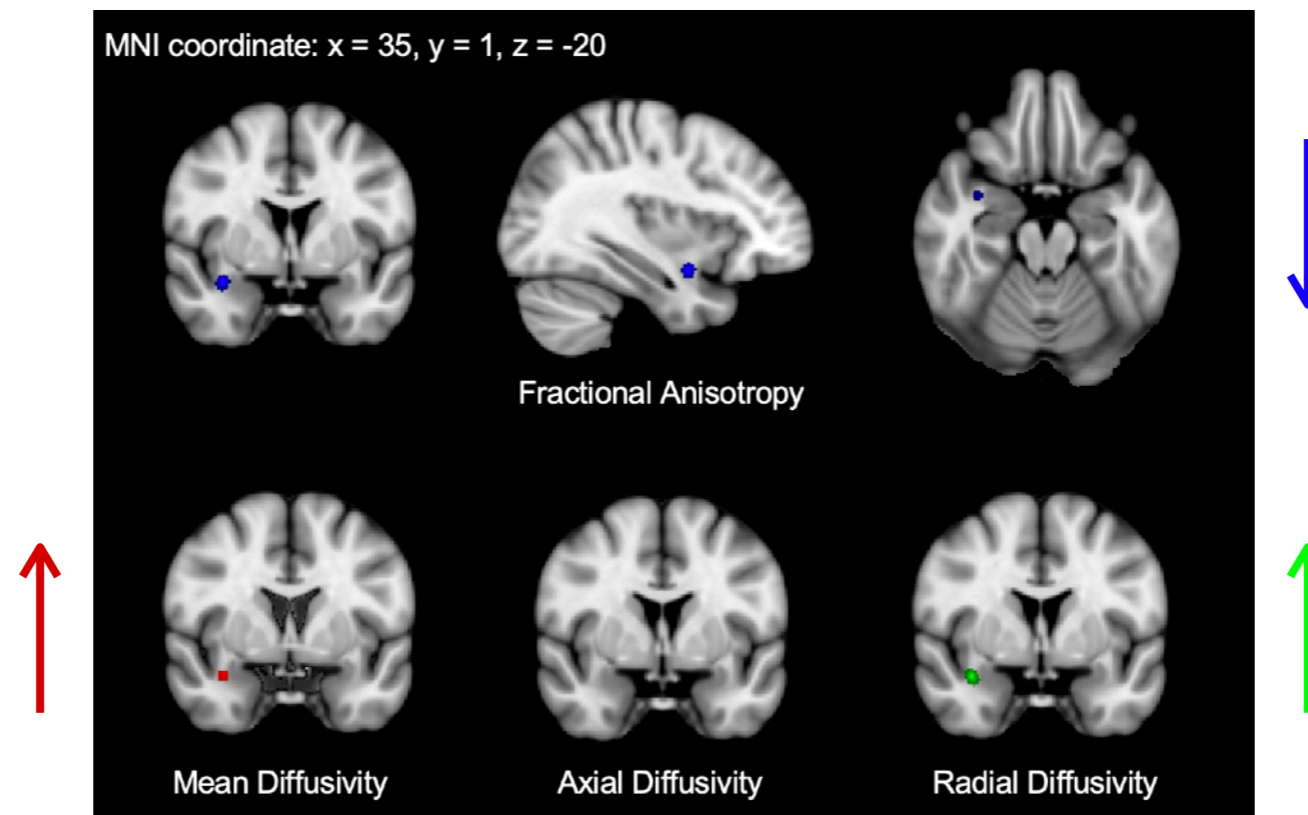 MNI coordinate: x = 35, y = 1, z = -20
Fractional Anisotropy
Mean Diffusivity
Axial Diffusivity
Radial Diffusivity